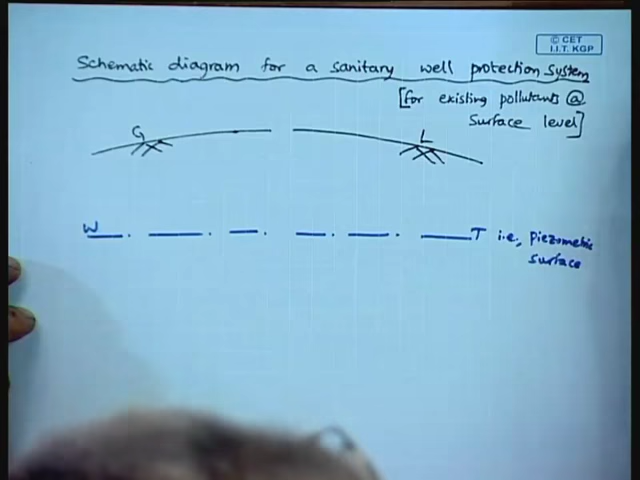 © CET
I.I.T. KGP
Schematic diagram for a sanitary well protection system
[for existing pollutants @
Surface level]
G L
W T i.e., Piezometric
surface